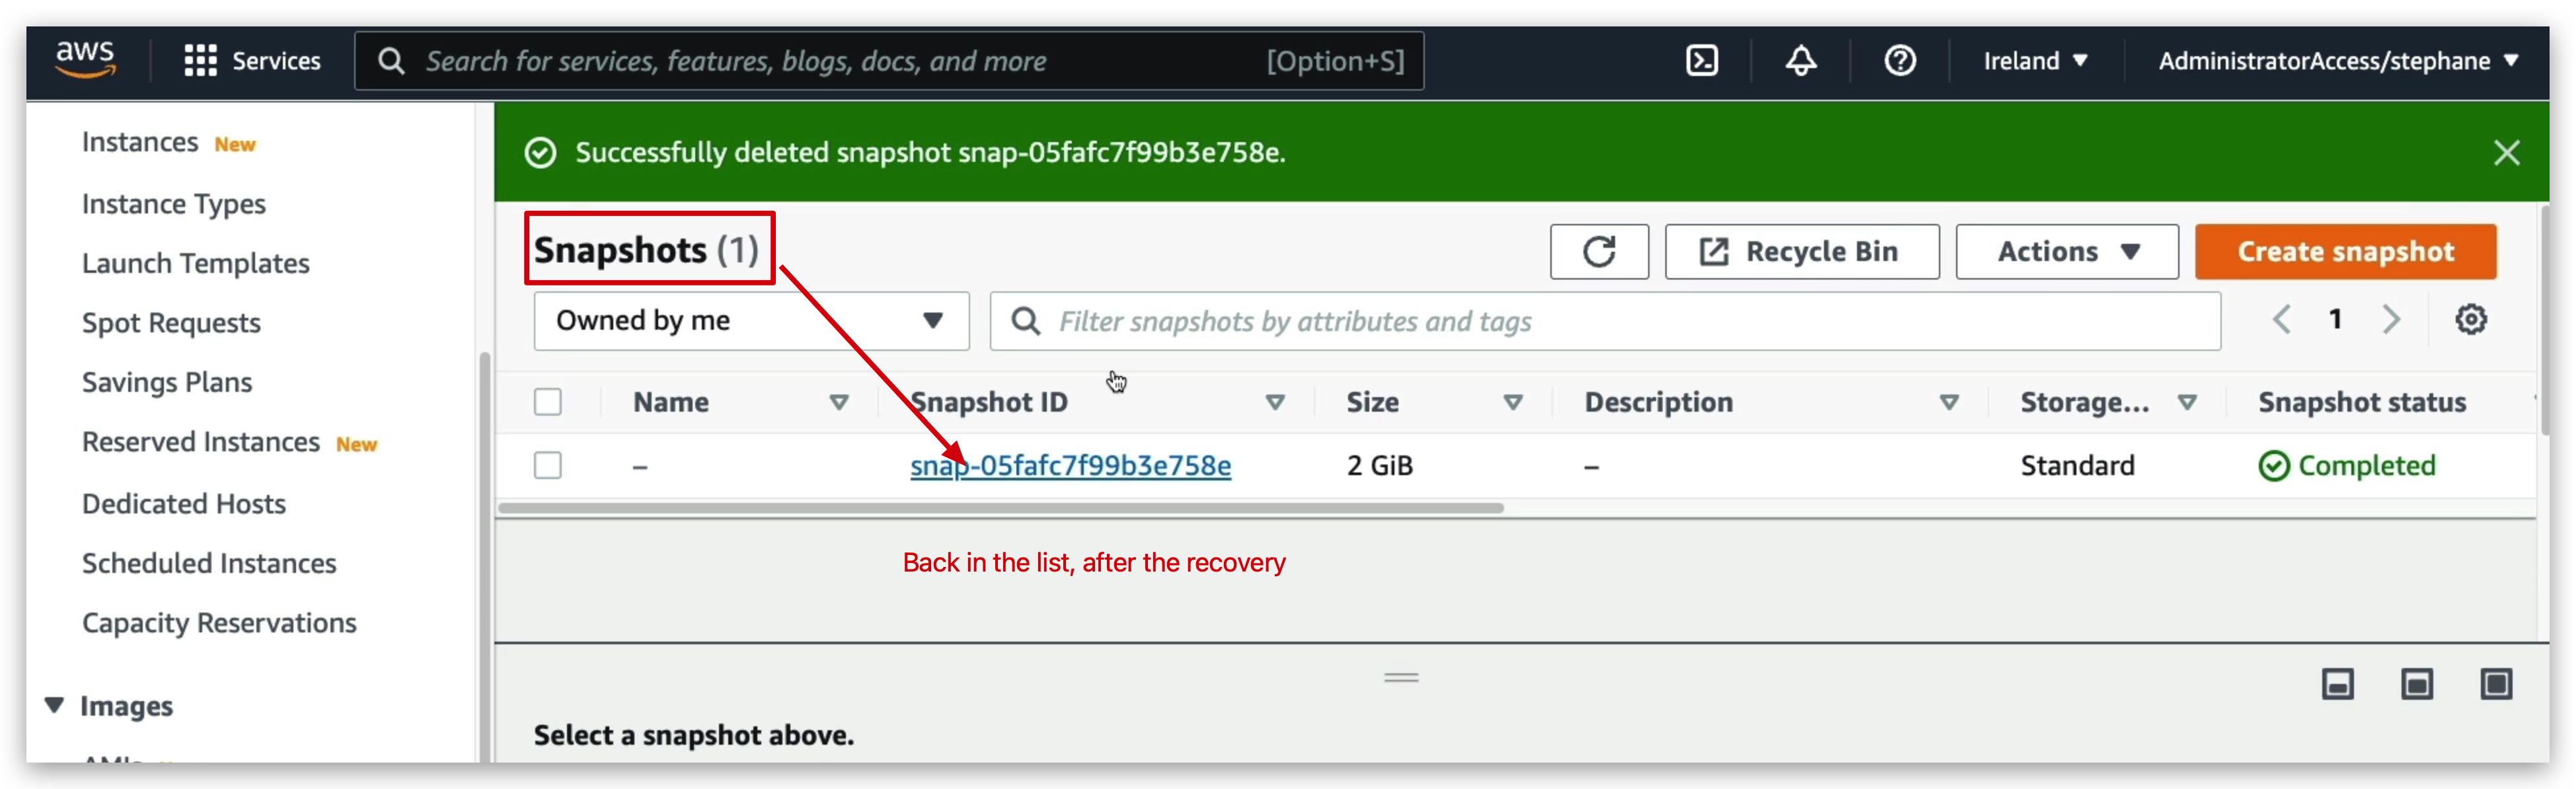 aws Services Search for services, features, blogs, docs, and more [Option+S] Ireland AdministratorAccess/stephane
Instances New
Instance Types
Launch Templates
Spot Requests
Savings Plans
Reserved Instances New
Dedicated Hosts
Scheduled Instances
Capacity Reservations
Images
Successfully deleted snapshot snap-05fafc7f99b3e758e.
Snapshots (1) Recycle Bin Actions Create snapshot
Owned by me Filter snapshots by attributes and tags 1
Name Snapshot ID Size Description Storage... Snapshot status
– snap-05fafc7f99b3e758e 2 GiB – Standard Completed
Back in the list, after the recovery
Select a snapshot above.